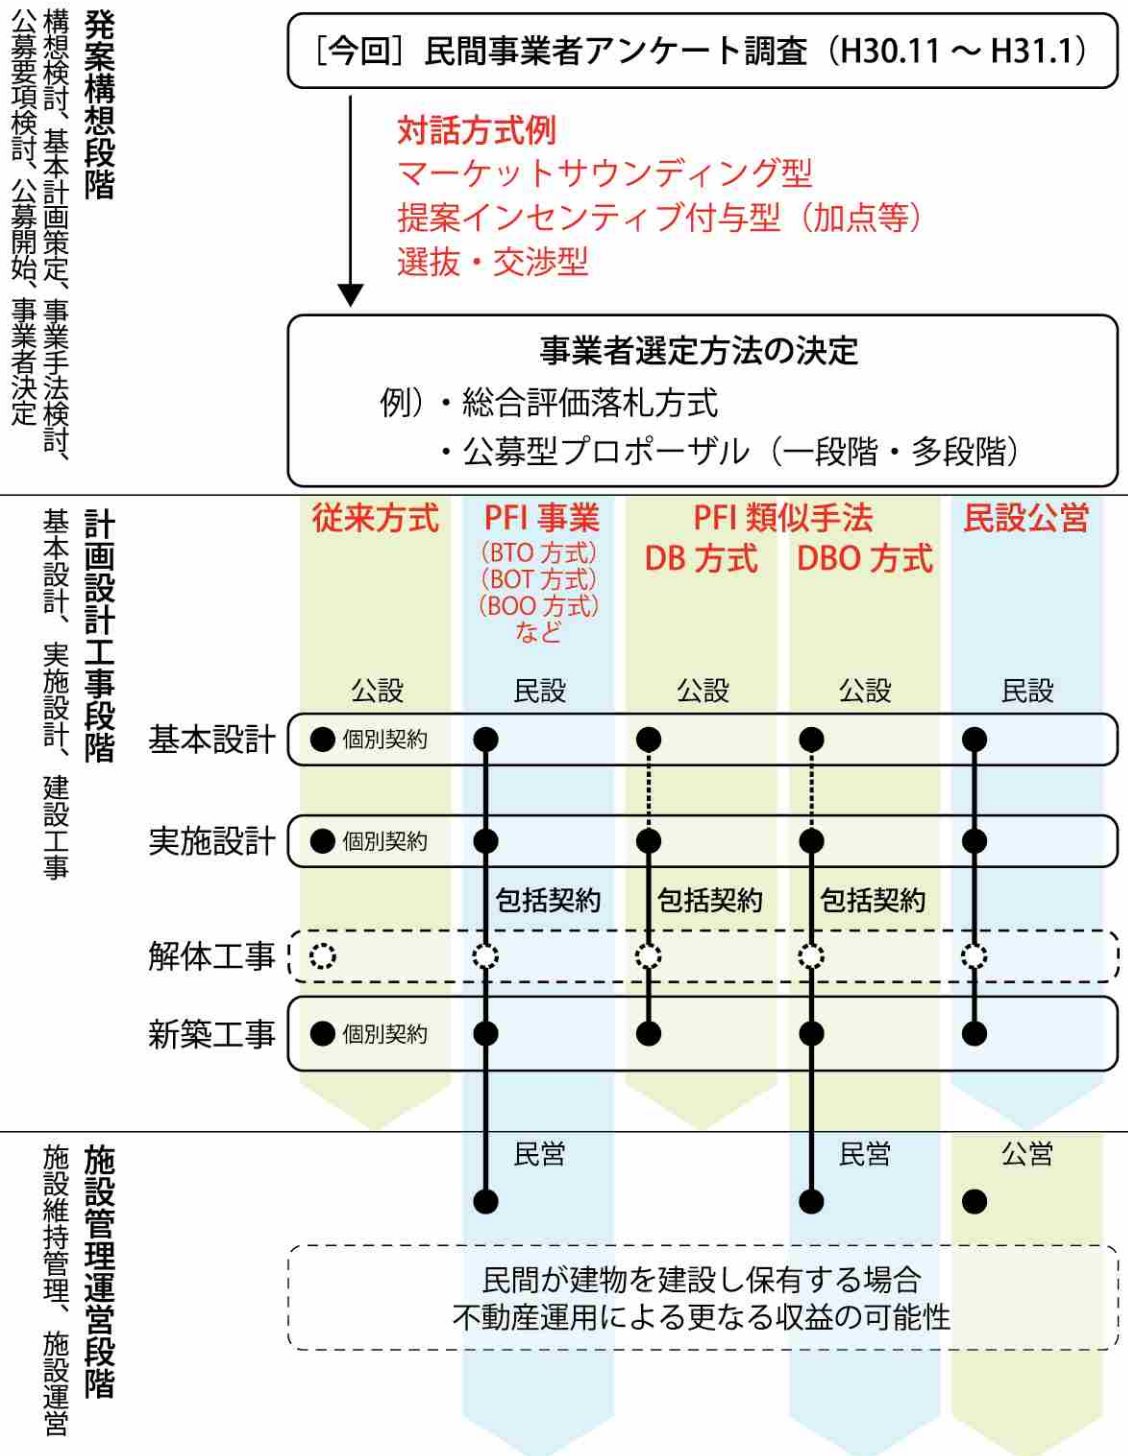 発案構想段階
構想検討、基本計画策定、事業手法検討、
公募要項検討、公募開始、事業者決定
［今回］民間事業者アンケート調査（H30.11 ～ H31.1）
対話方式例
マーケットサウンディング型
提案インセンティブ付与型（加点等）
選抜・交渉型
事業者選定方法の決定
例）・総合評価落札方式
・公募型プロポーザル（一段階・多段階）
計画設計工事段階
基本設計、実施設計、建設工事
従来方式
PFI 事業
（BTO 方式）
（BOT 方式）
（BOO 方式）
など
PFI 類似手法
DB 方式
DBO 方式
民設公営
公設
民設
公設
公設
民設
基本設計
個別契約
実施設計
個別契約
包括契約
包括契約
包括契約
解体工事
新築工事
個別契約
施設管理運営段階
施設維持管理、施設運営
民営
民営
公営
民間が建物を建設し保有する場合
不動産運用による更なる収益の可能性